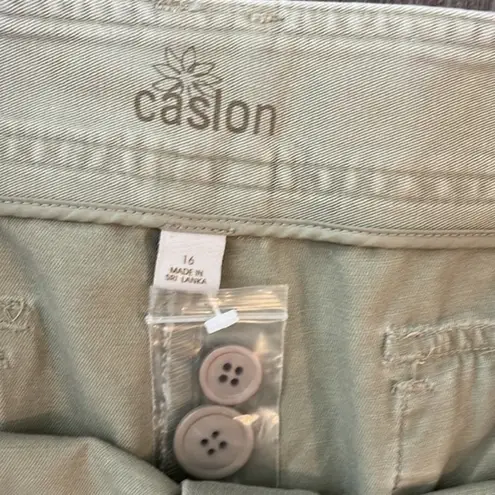 caslon
16
MADE IN
SRI LANKA